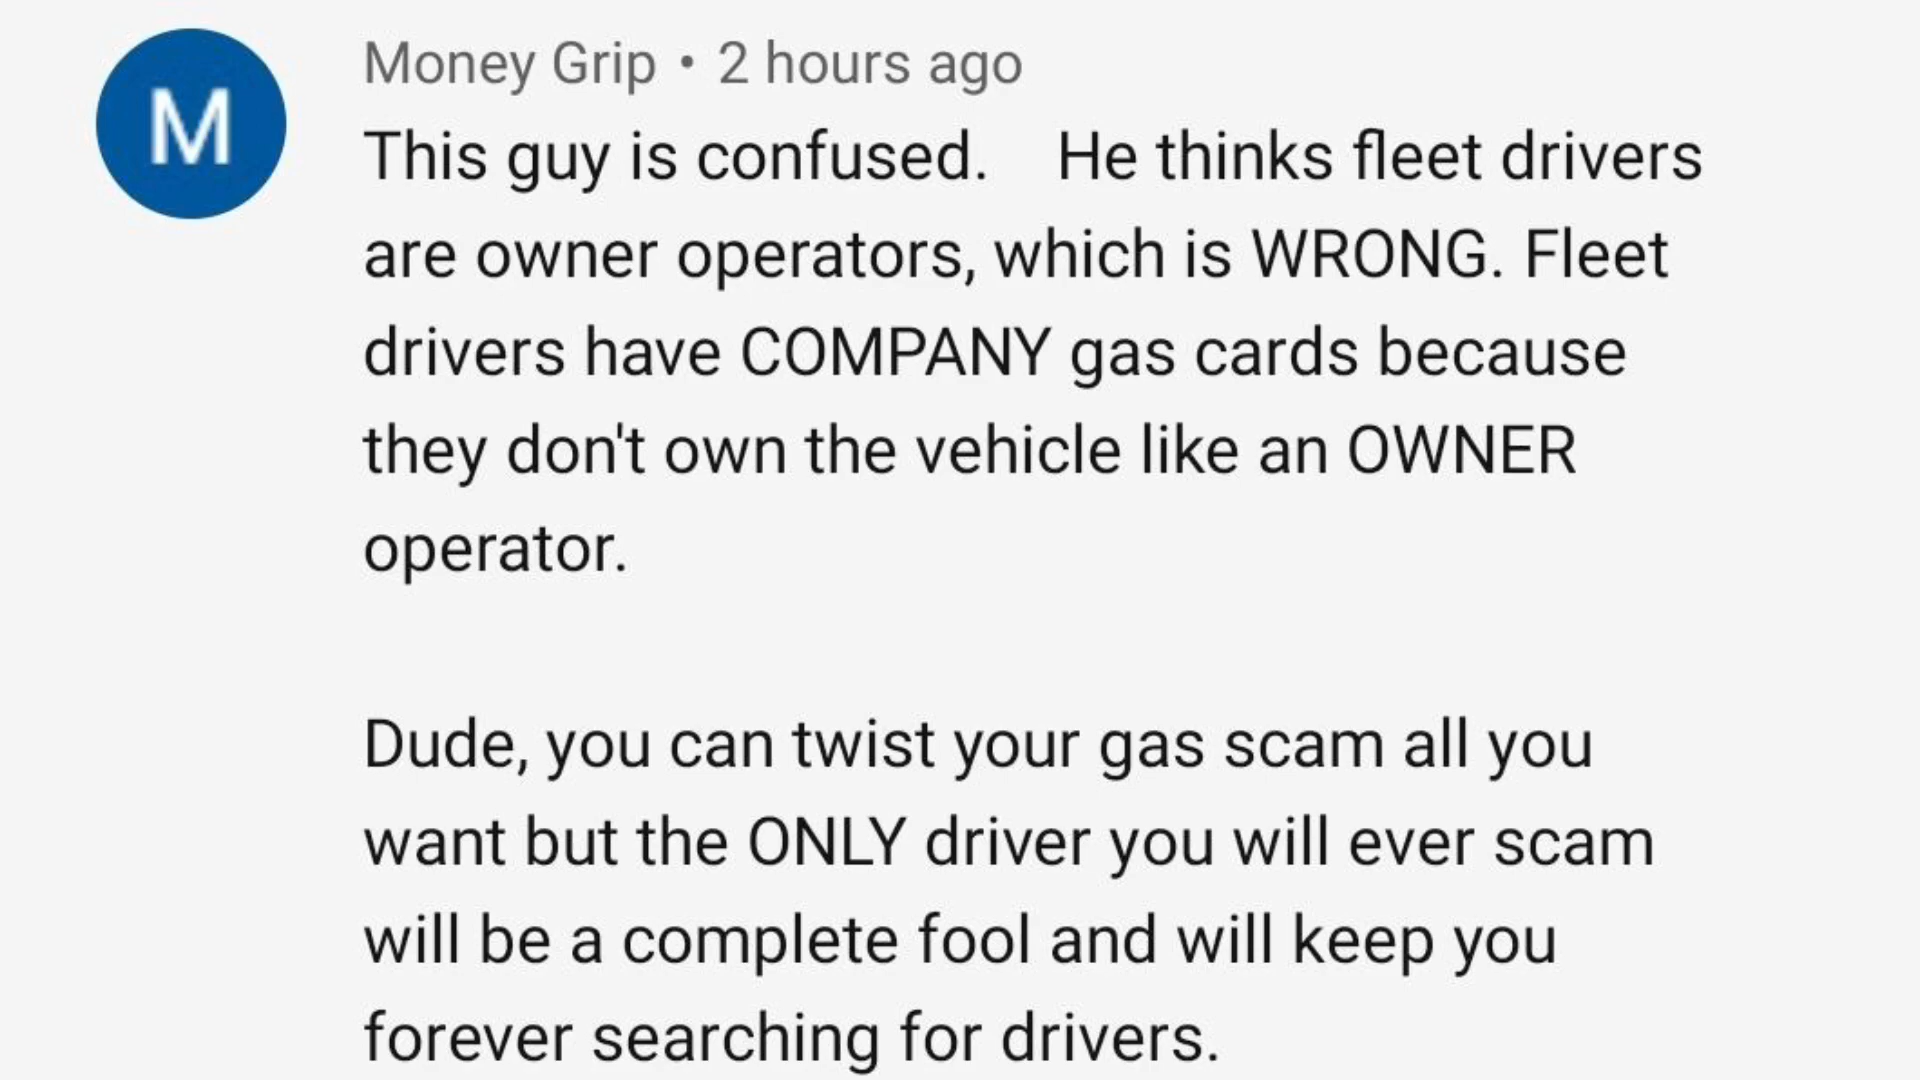 M
Money Grip • 2 hours ago
This guy is confused. He thinks fleet drivers
are owner operators, which is WRONG. Fleet
drivers have COMPANY gas cards because
they don't own the vehicle like an OWNER
operator.
Dude, you can twist your gas scam all you
want but the ONLY driver you will ever scam
will be a complete fool and will keep you
forever searching for drivers.